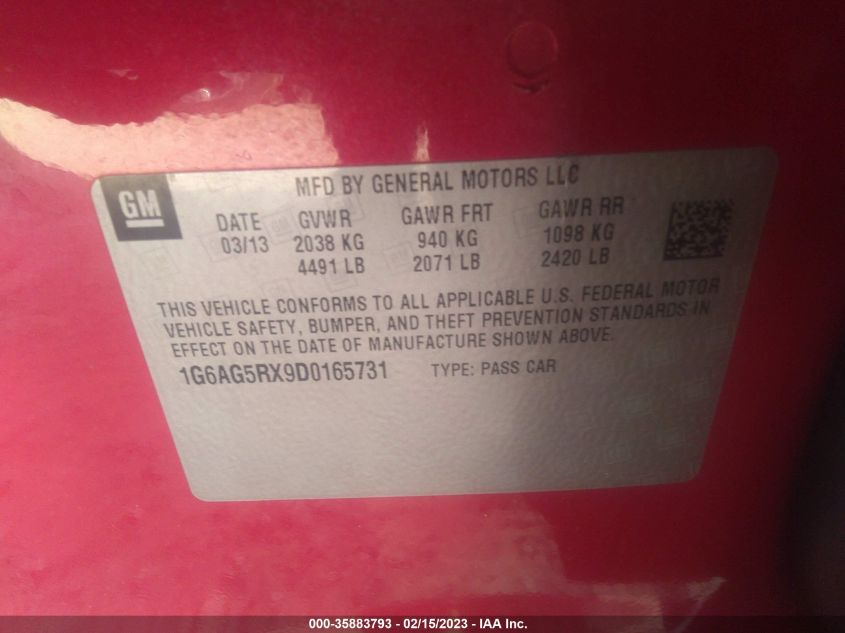 GM
MFD BY GENERAL MOTORS LLC
DATE GVWR GAWR FRT GAWR RR
03/13 2038 KG 940 KG 1098 KG
4491 LB 2071 LB 2420 LB
THIS VEHICLE CONFORMS TO ALL APPLICABLE U.S. FEDERAL MOTOR
VEHICLE SAFETY, BUMPER, AND THEFT PREVENTION STANDARDS IN
EFFECT ON THE DATE OF MANUFACTURE SHOWN ABOVE.
1G6AG5RX9D0165731 TYPE: PASS CAR
000-35883793 - 02/15/2023 - IAA Inc.